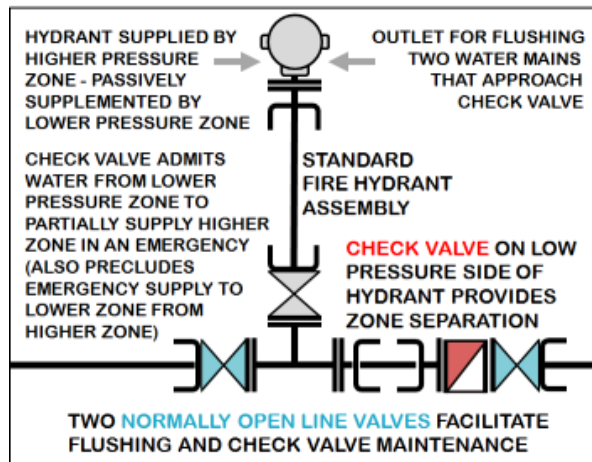 HYDRANT SUPPLIED BY
HIGHER PRESSURE
ZONE - PASSIVELY
SUPPLEMENTED BY
LOWER PRESSURE ZONE
OUTLET FOR FLUSHING
TWO WATER MAINS
THAT APPROACH
CHECK VALVE
CHECK VALVE ADMITS
WATER FROM LOWER
PRESSURE ZONE TO
PARTIALLY SUPPLY HIGHER
ZONE IN AN EMERGENCY
(ALSO PRECLUDES
EMERGENCY SUPPLY TO
LOWER ZONE FROM
HIGHER ZONE)
STANDARD
FIRE HYDRANT
ASSEMBLY
CHECK VALVE ON LOW
PRESSURE SIDE OF
HYDRANT PROVIDES
ZONE SEPARATION
TWO NORMALLY OPEN LINE VALVES FACILITATE
FLUSHING AND CHECK VALVE MAINTENANCE